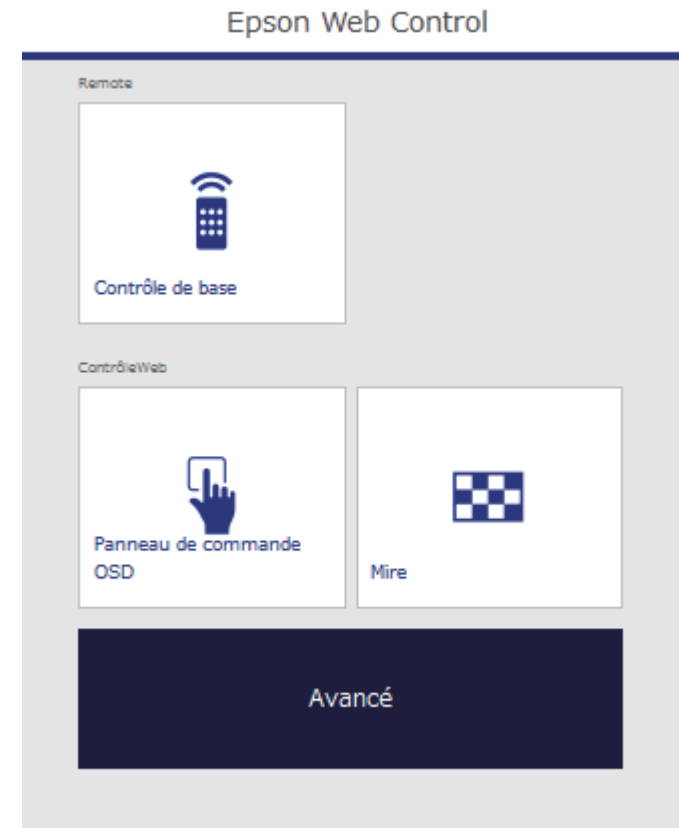 Epson Web Control
Remote
Contrôle de base
ContrôleWeb
Panneau de commande
OSD
Mire
Avancé